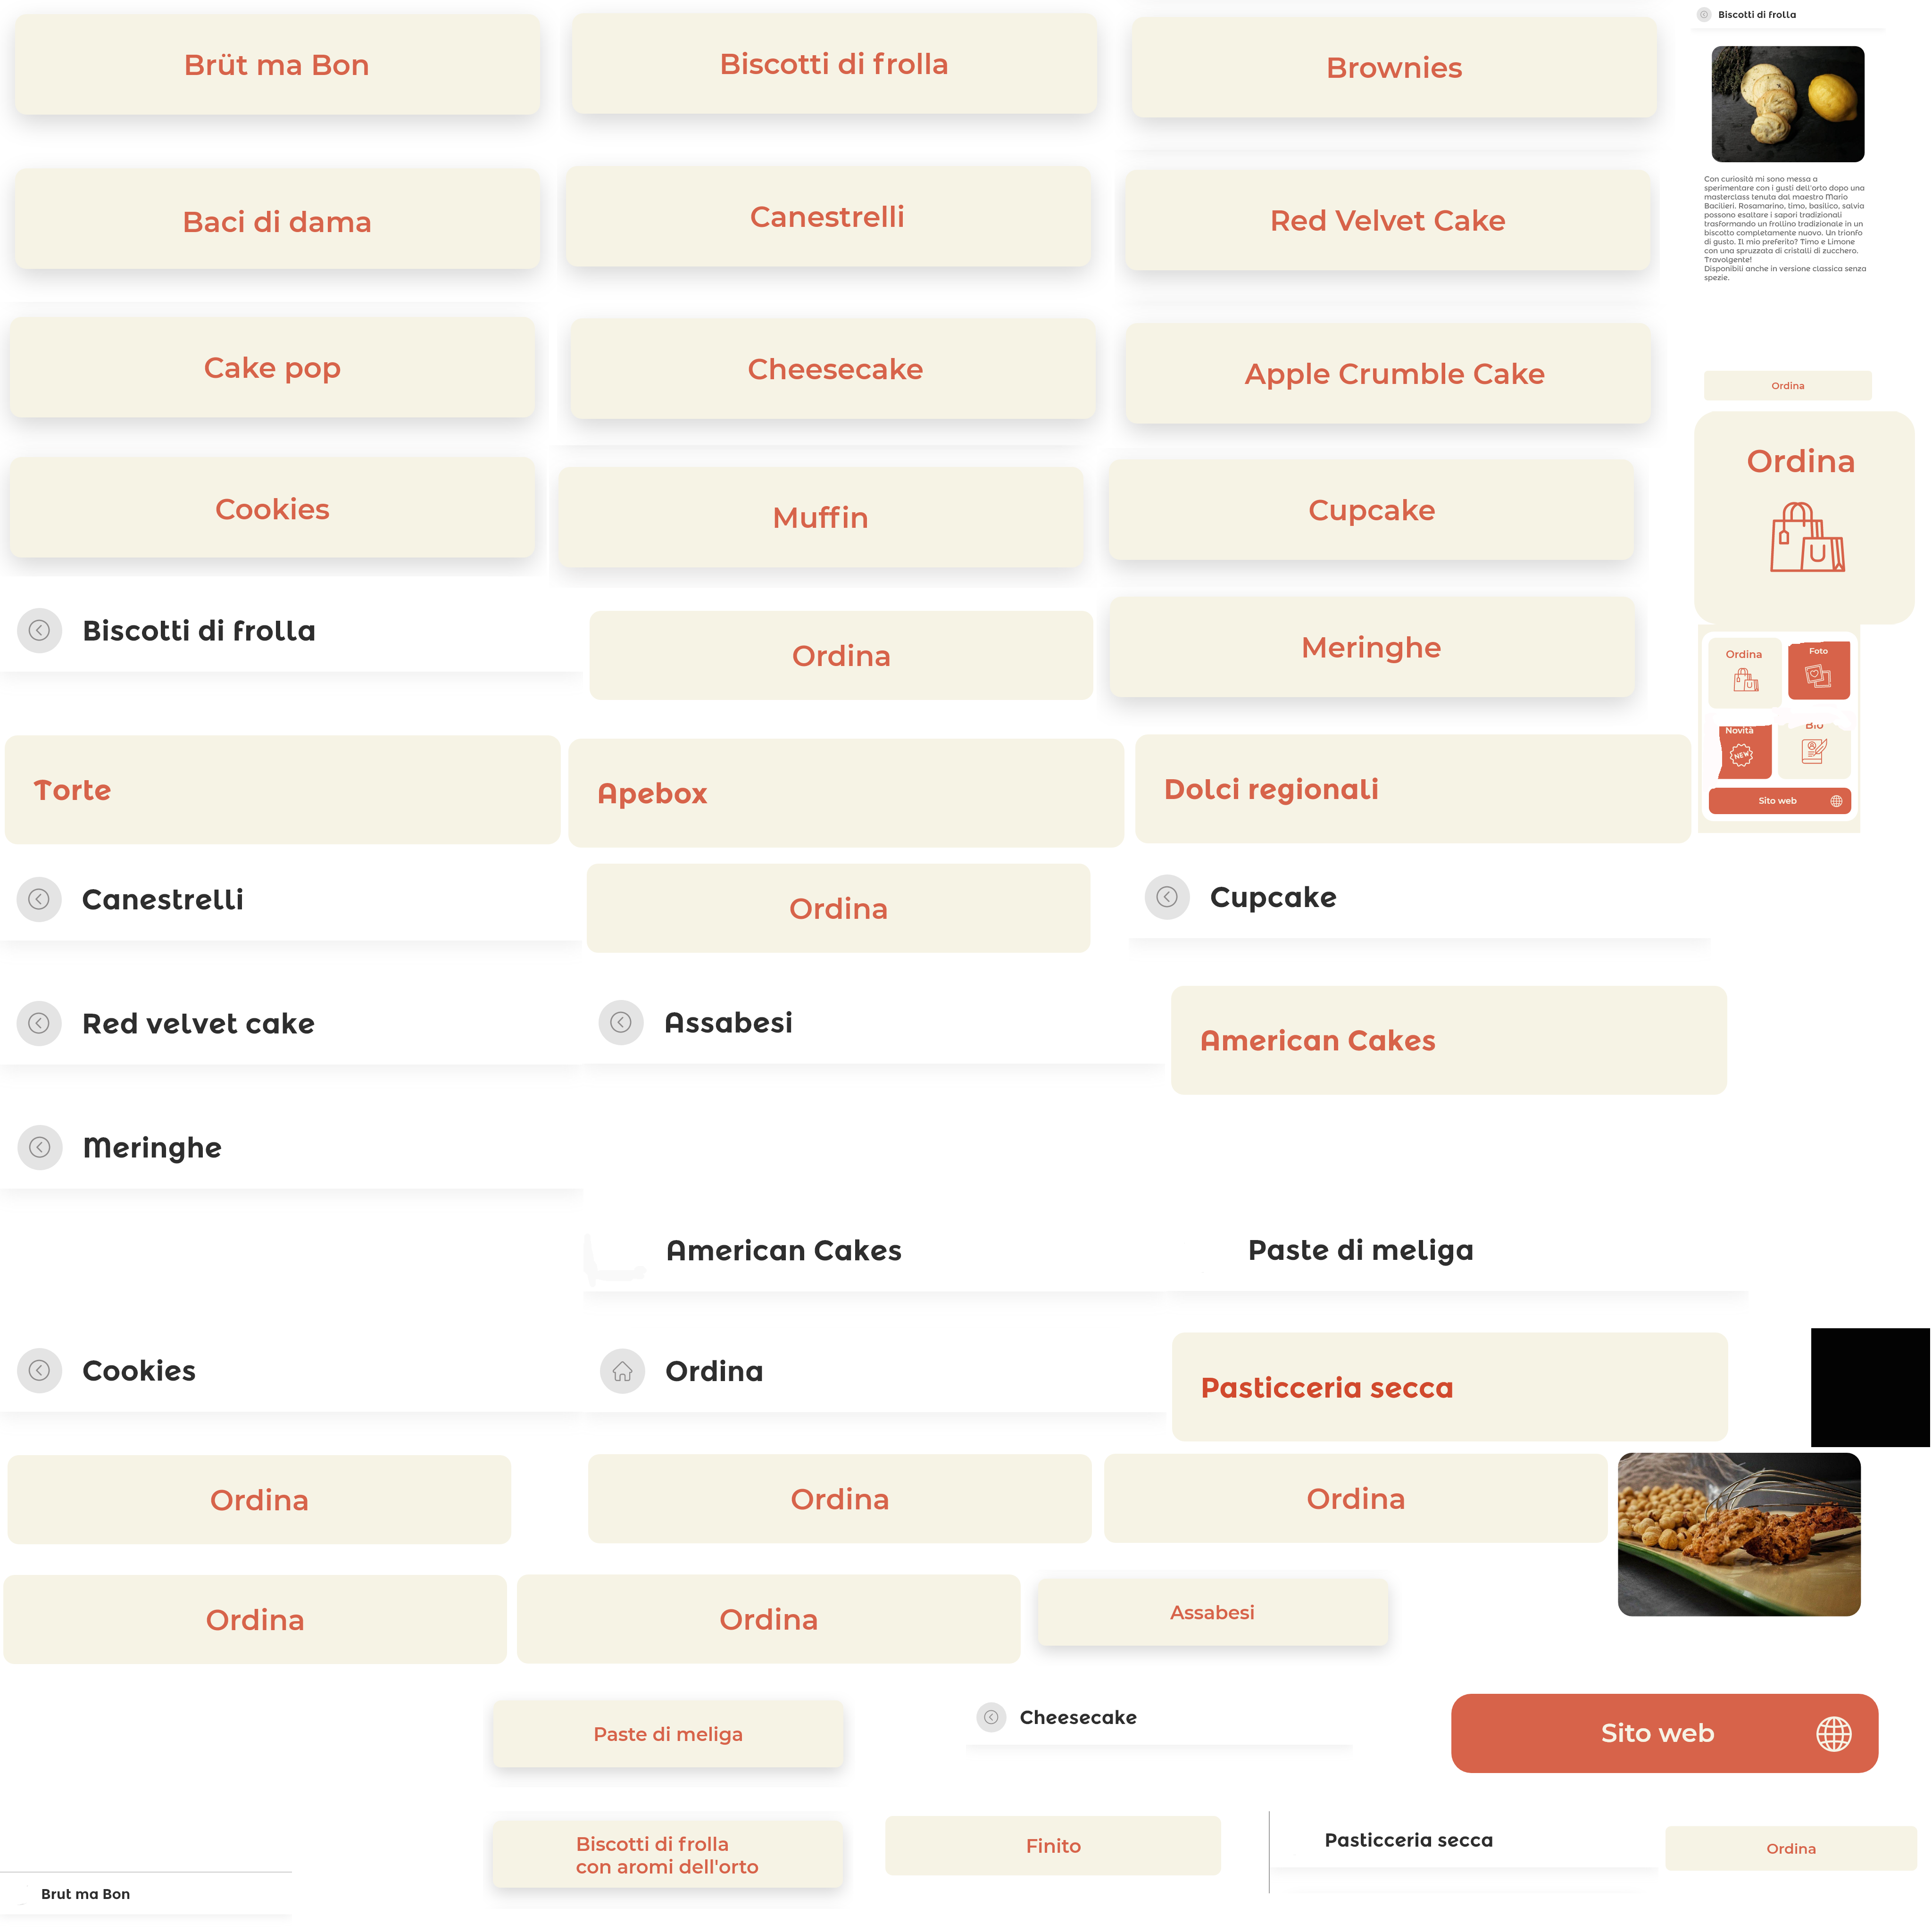 Brüt ma Bon
Biscotti di frolla
Brownies
Biscotti di frolla
Baci di dama
Canestrelli
Red Velvet Cake
Con curiosità mi sono messa a
sperimentare con i gusti dell'orto dopo una
masterclass tenuta dal maestro Mario
Bacilieri. Rosamarino, timo, basilico, salvia
possono esaltare i sapori tradizionali
trasformando un frollino tradizionale in un
biscotto completamente nuovo. Un trionfo
di gusto. Il mio preferito? Timo e Limone
con una spruzzata di cristalli di zucchero.
Travolgente!
Disponibili anche in versione classica senza
spezie.
Cake pop
Cheesecake
Apple Crumble Cake
Ordina
Cookies
Muffin
Cupcake
Ordina
Biscotti di frolla
Ordina
Meringhe
Ordina
Foto
Novità
NEW
Bio
Sito web
Torte
Apebox
Dolci regionali
Canestrelli
Ordina
Cupcake
Red velvet cake
Assabesi
American Cakes
Meringhe
American Cakes
Paste di meliga
Cookies
Ordina
Pasticceria secca
Ordina
Ordina
Ordina
Ordina
Ordina
Assabesi
Paste di meliga
Cheesecake
Sito web
Biscotti di frolla
con aromi dell'orto
Finito
Pasticceria secca
Ordina
Brut ma Bon